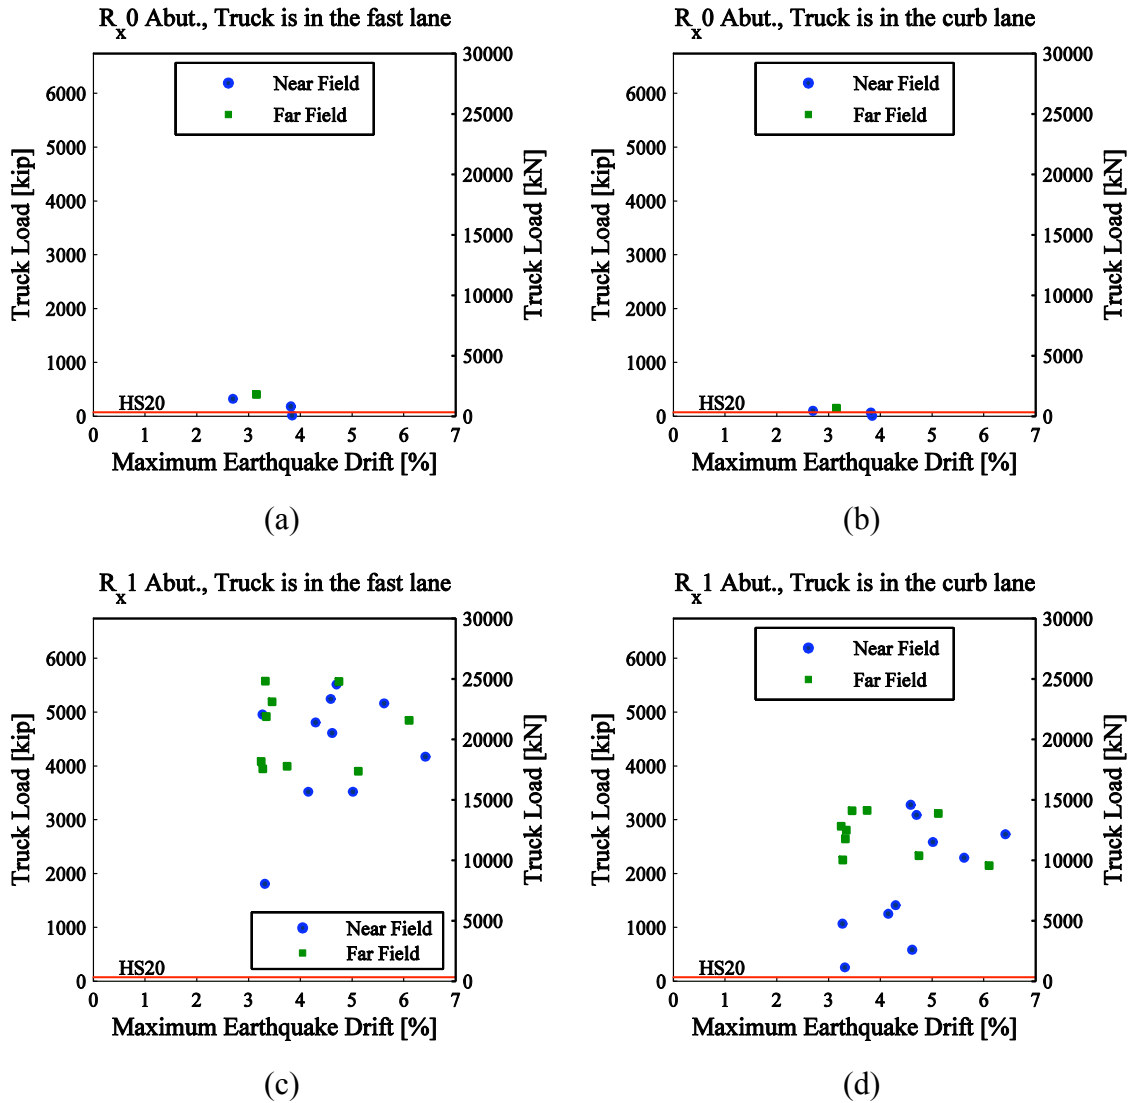 R_x0 Abut., Truck is in the fast lane
Near Field
Far Field
Truck Load [kip]
6000
5000
4000
3000
2000
1000
0
30000
25000
20000
15000
10000
5000
0
Truck Load [kN]
HS20
0 1 2 3 4 5 6 7
Maximum Earthquake Drift [%]
(a)
R_x0 Abut., Truck is in the curb lane
Near Field
Far Field
Truck Load [kip]
6000
5000
4000
3000
2000
1000
0
30000
25000
20000
15000
10000
5000
0
Truck Load [kN]
HS20
0 1 2 3 4 5 6 7
Maximum Earthquake Drift [%]
(b)
R_x1 Abut., Truck is in the fast lane
Truck Load [kip]
6000
5000
4000
3000
2000
1000
0
30000
25000
20000
15000
10000
5000
0
Truck Load [kN]
Near Field
Far Field
HS20
0 1 2 3 4 5 6 7
Maximum Earthquake Drift [%]
(c)
R_x1 Abut., Truck is in the curb lane
Near Field
Far Field
Truck Load [kip]
6000
5000
4000
3000
2000
1000
0
30000
25000
20000
15000
10000
5000
0
Truck Load [kN]
HS20
0 1 2 3 4 5 6 7
Maximum Earthquake Drift [%]
(d)